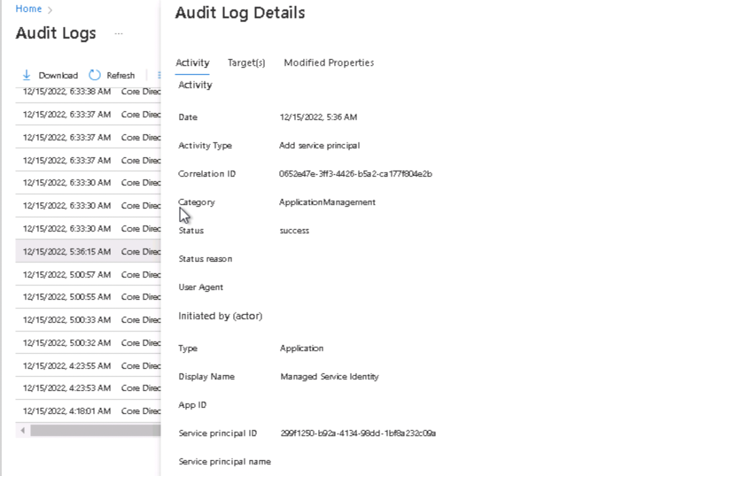 Home >
Audit Logs ...
Download Refresh
12/15/2022, 6:33:38 AM Core Direc
12/15/2022, 6:33:37 AM Core Direc
12/15/2022, 6:33:37 AM Core Direc
12/15/2022, 6:33:37 AM Core Direc
12/15/2022, 6:33:30 AM Core Direc
12/15/2022, 6:33:30 AM Core Direc
12/15/2022, 6:33:30 AM Core Direc
12/15/2022, 5:36:15 AM Core Direc
12/15/2022, 5:00:57 AM Core Direc
12/15/2022, 5:00:55 AM Core Direc
12/15/2022, 5:00:33 AM Core Direc
12/15/2022, 5:00:32 AM Core Direc
12/15/2022, 4:23:55 AM Core Direc
12/15/2022, 4:23:53 AM Core Direc
12/15/2022, 4:18:01 AM Core Direc
Audit Log Details
Activity Target(s) Modified Properties
Activity
Date 12/15/2022, 5:36 AM
Activity Type Add service principal
Correlation ID 0652e47e-3ff3-4426-b5a2-ca177f804e2b
Category ApplicationManagement
Status success
Status reason
User Agent
Initiated by (actor)
Type Application
Display Name Managed Service Identity
App ID
Service principal ID 299f1250-b92a-4134-98dd-1bf8a232c09a
Service principal name